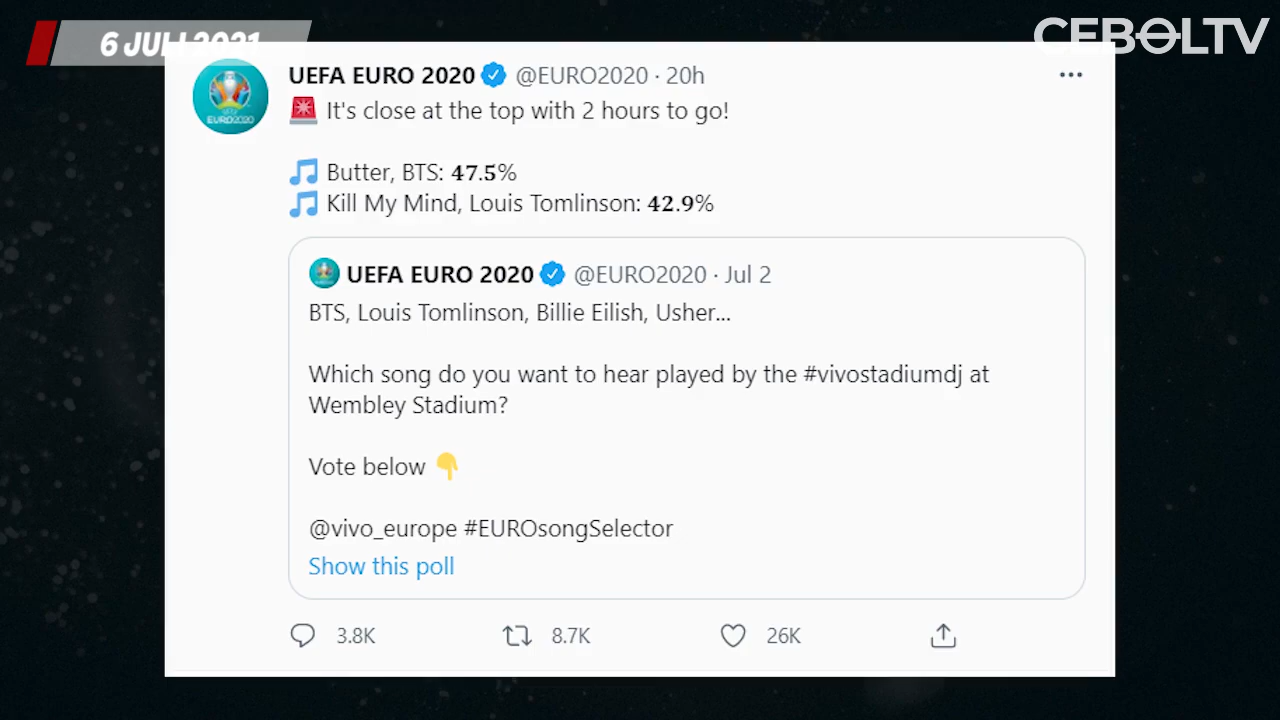 6 JULI 2021
CEBOLTV
UEFA EURO 2020 @EURO2020 · 20h
🚨 It's close at the top with 2 hours to go!
🎵 Butter, BTS: 47.5%
🎵 Kill My Mind, Louis Tomlinson: 42.9%
UEFA EURO 2020 @EURO2020 · Jul 2
BTS, Louis Tomlinson, Billie Eilish, Usher...
Which song do you want to hear played by the #vivostadiumdj at
Wembley Stadium?
Vote below 👇
@vivo_europe #EUROsongSelector
Show this poll
3.8K 8.7K 26K